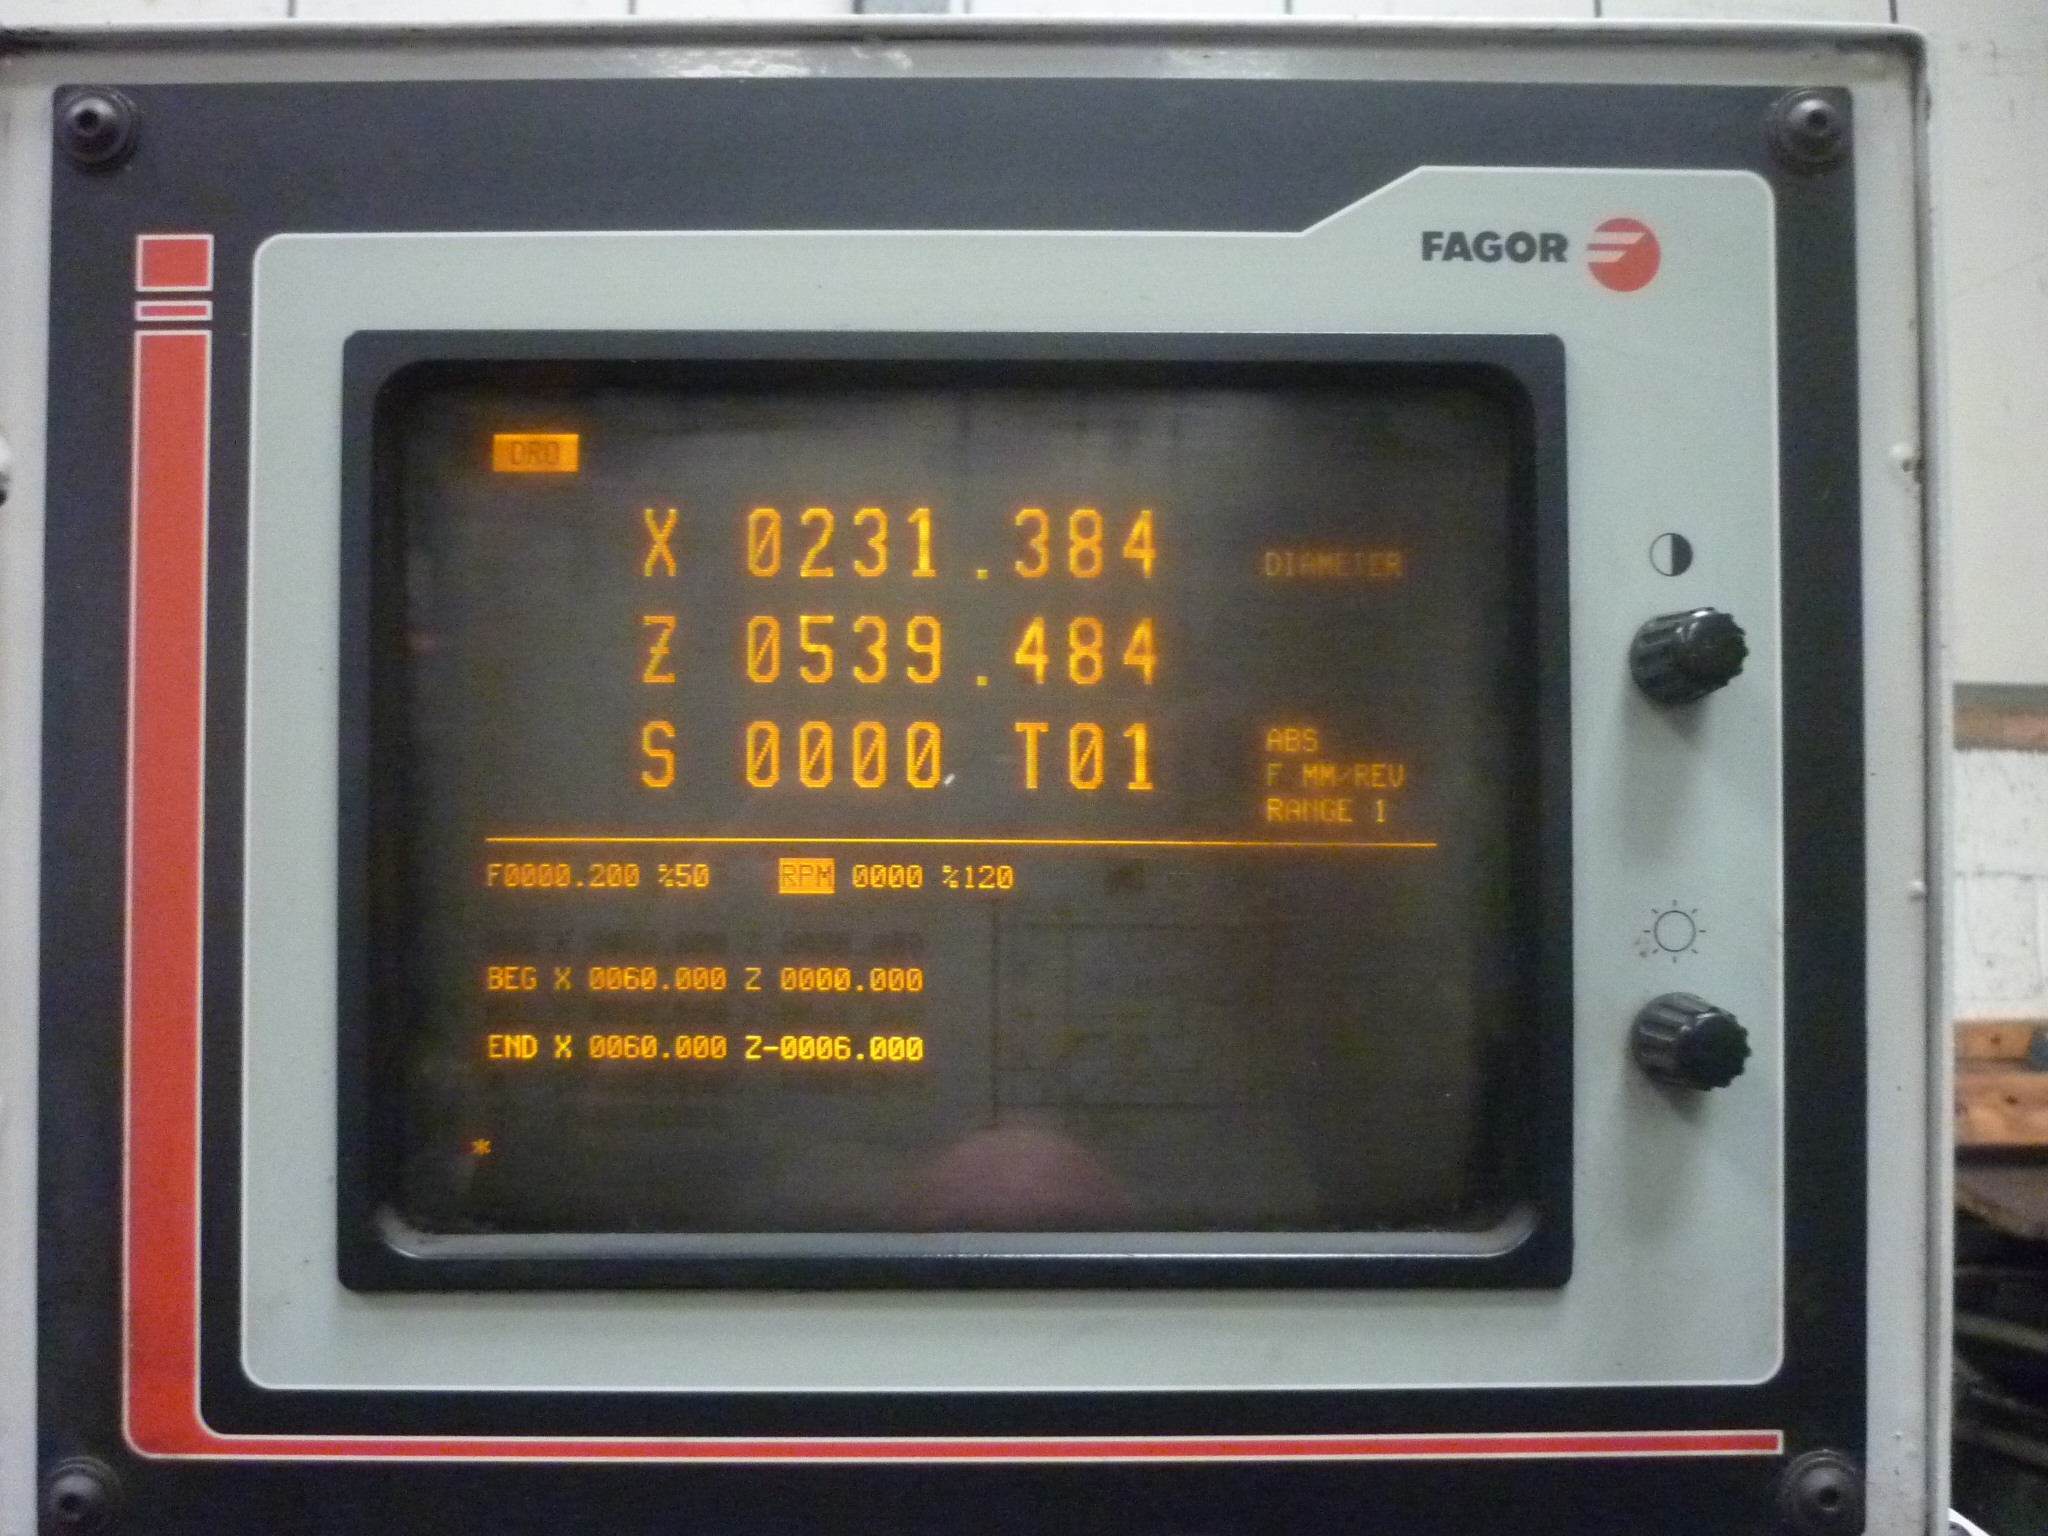 FAGOR
DRO
X 0231.384 DIAMETER
Z 0539.484
S 0000 T01
ABS
F MM/REV
RANGE 1
F0000.200 %50 RPM 0000 %120
BEG X 0060.000 Z 0000.000
END X 0060.000 Z-0006.000
*